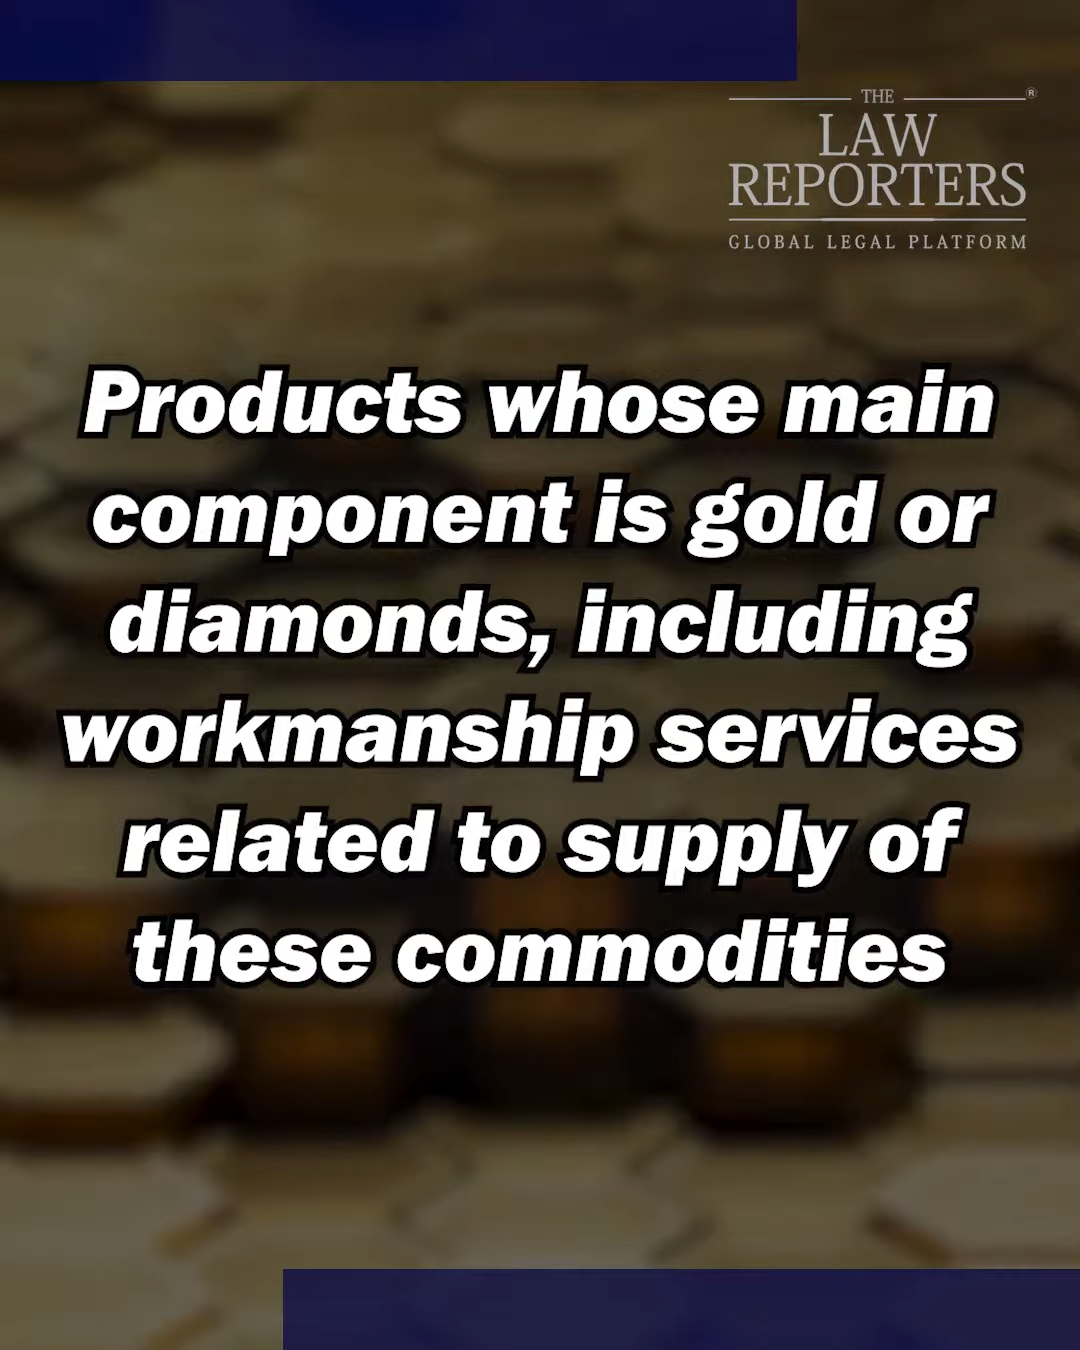 THE
LAW
REPORTERS
®
GLOBAL LEGAL PLATFORM
Products whose main
component is gold or
diamonds, including
workmanship services
related to supply of
these commodities